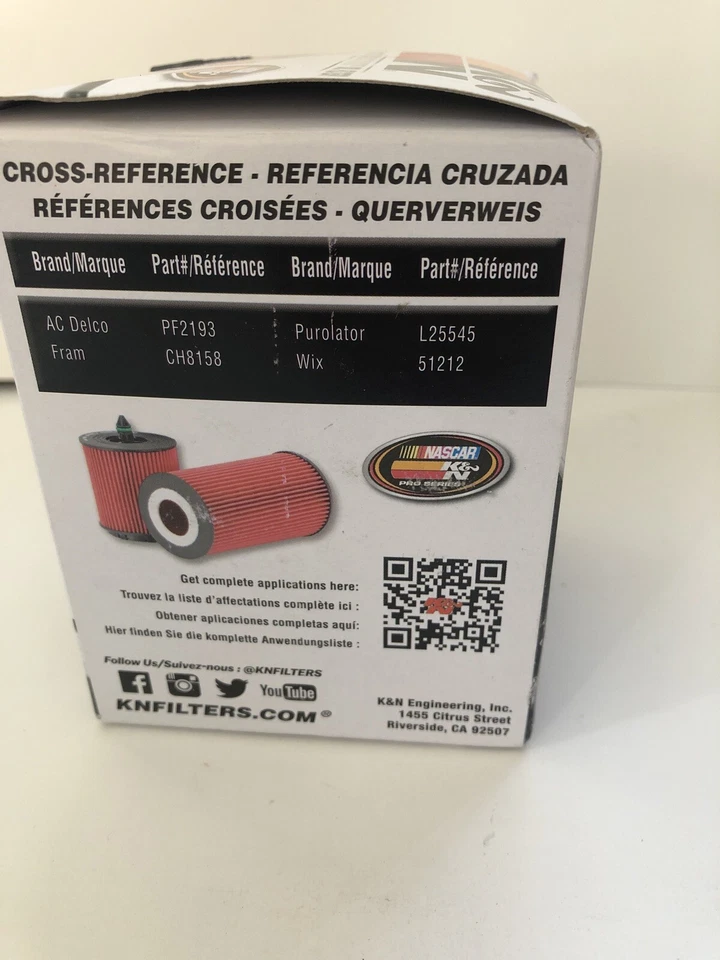 CROSS-REFERENCE - REFERENCIA CRUZADA
RÉFÉRENCES CROISÉES - QUERVERWEIS
Brand/Marque Part#/Référence Brand/Marque Part#/Référence
AC Delco PF2193 Purolator L25545
Fram CH8158 Wix 51212
NASCAR
K&N
PRO SERIES
Get complete applications here:
Trouvez la liste d'affectations complète ici :
Obtener aplicaciones completas aquí:
Hier finden Sie die komplette Anwendungsliste :
Follow Us/Suivez-nous : @KNFILTERS
You Tube
KNFILTERS.COM®
K&N Engineering, Inc.
1455 Citrus Street
Riverside, CA 92507